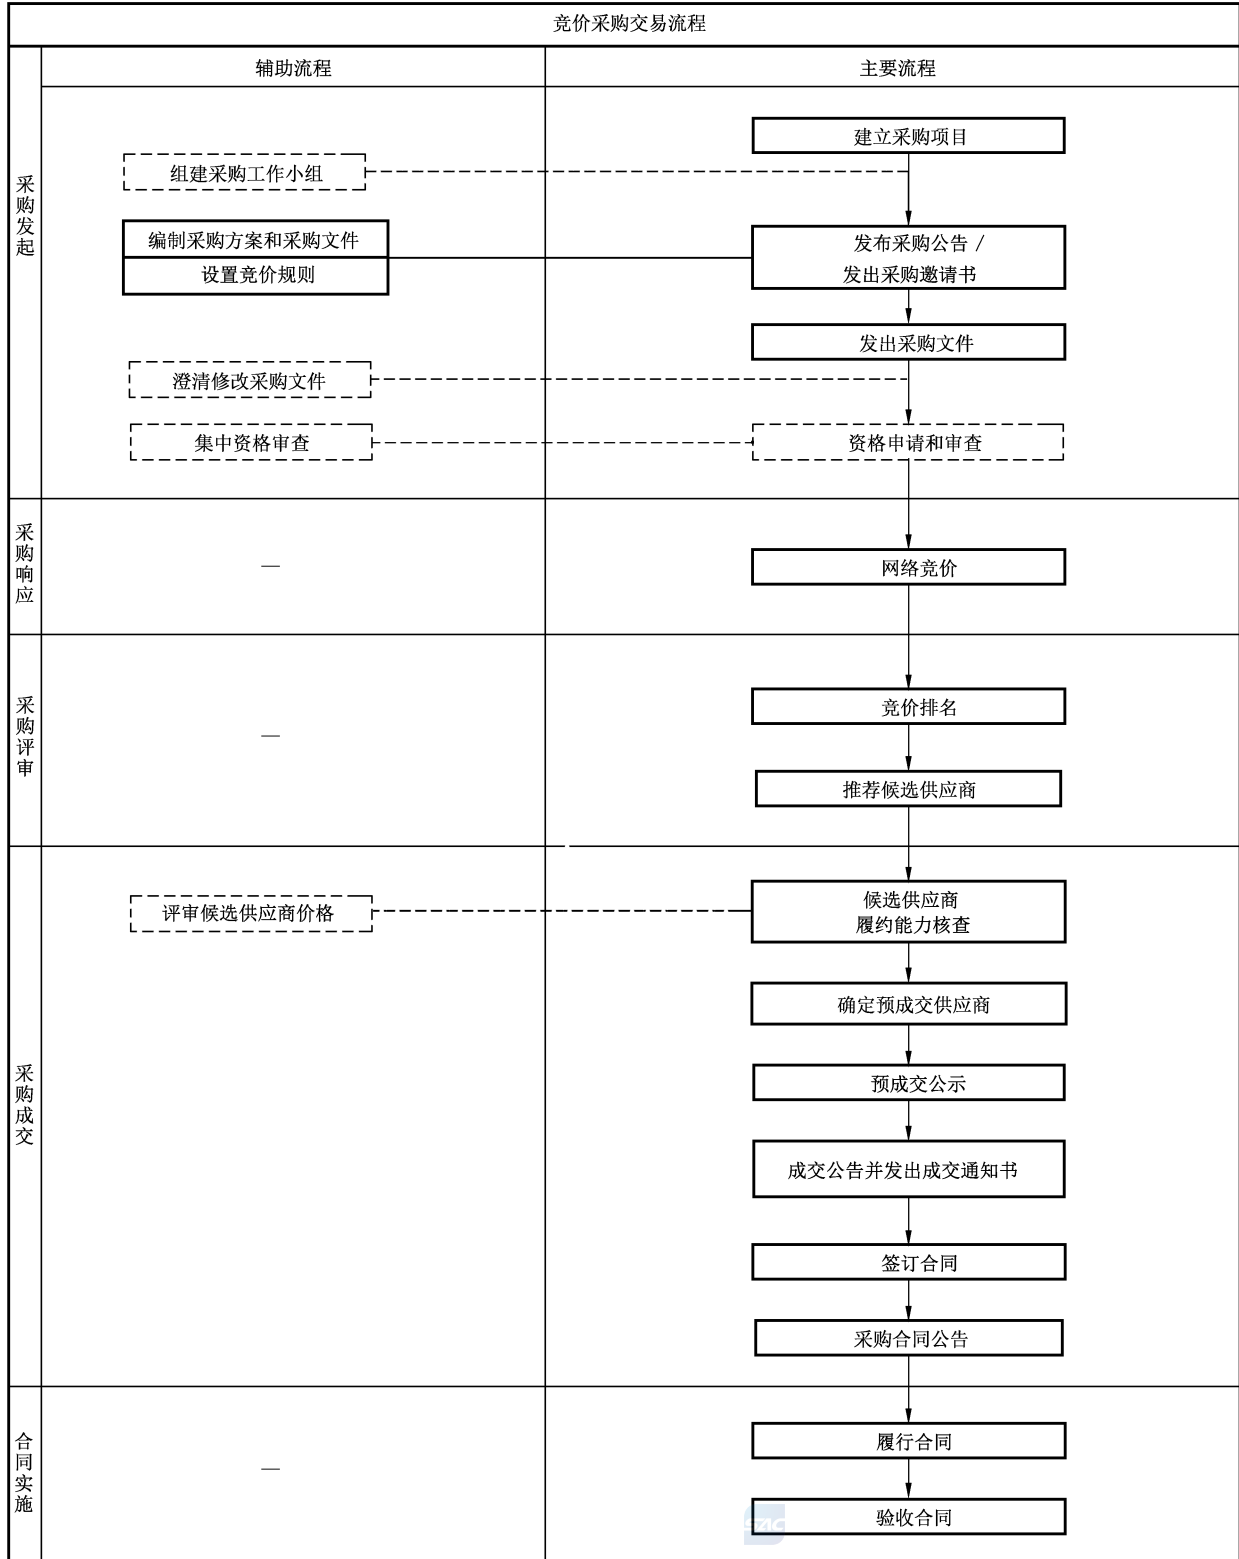 竞价采购交易流程
辅助流程
主要流程
采购发起
建立采购项目
组建采购工作小组
编制采购方案和采购文件
设置竞价规则
发布采购公告 /
发出采购邀请书
发出采购文件
澄清修改采购文件
集中资格审查
资格申请和审查
采购响应
—
网络竞价
采购评审
—
竞价排名
推荐候选供应商
采购成交
评审候选供应商价格
候选供应商
履约能力核查
确定预成交供应商
预成交公示
成交公告并发出成交通知书
签订合同
采购合同公告
合同实施
—
履行合同
验收合同
SAC